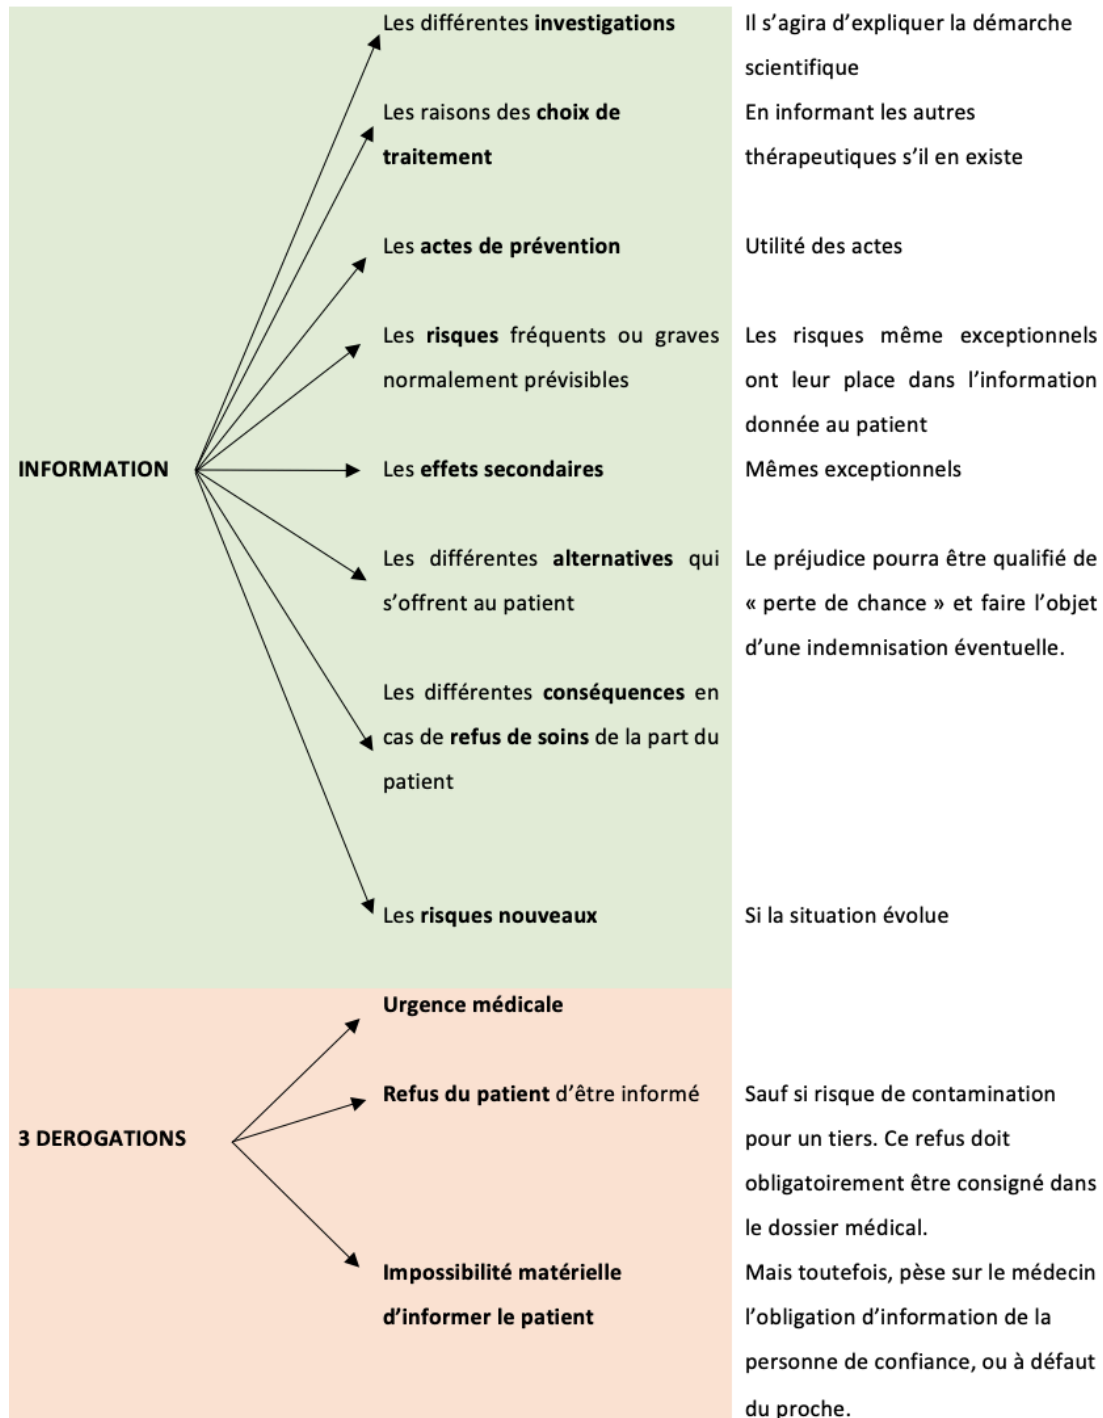 Les différentes investigations
Il s’agira d’expliquer la démarche
scientifique
Les raisons des choix de
traitement
En informant les autres
thérapeutiques s’il en existe
Les actes de prévention
Utilité des actes
Les risques fréquents ou graves
normalement prévisibles
Les risques même exceptionnels
ont leur place dans l’information
donnée au patient
INFORMATION
Les effets secondaires
Mêmes exceptionnels
Les différentes alternatives qui
s’offrent au patient
Le préjudice pourra être qualifié de
« perte de chance » et faire l’objet
d’une indemnisation éventuelle.
Les différentes conséquences en
cas de refus de soins de la part du
patient
Les risques nouveaux
Si la situation évolue
3 DEROGATIONS
Urgence médicale
Refus du patient d’être informé
Sauf si risque de contamination
pour un tiers. Ce refus doit
obligatoirement être consigné dans
le dossier médical.
Impossibilité matérielle
d’informer le patient
Mais toutefois, pèse sur le médecin
l’obligation d’information de la
personne de confiance, ou à défaut
du proche.